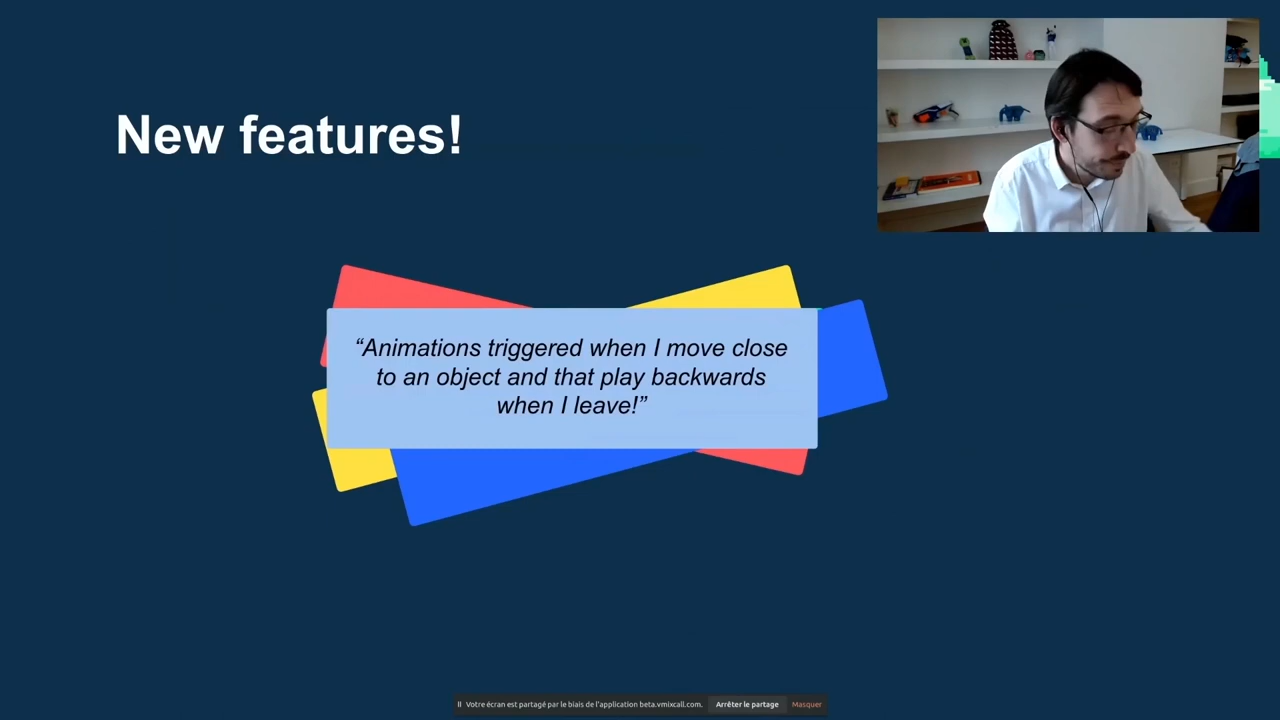 New features!
“Animations triggered when I move close
to an object and that play backwards
when I leave!”
Votre écran est partagé par le biais de l'application beta.vmixcall.com. Arrêter le partage Masquer